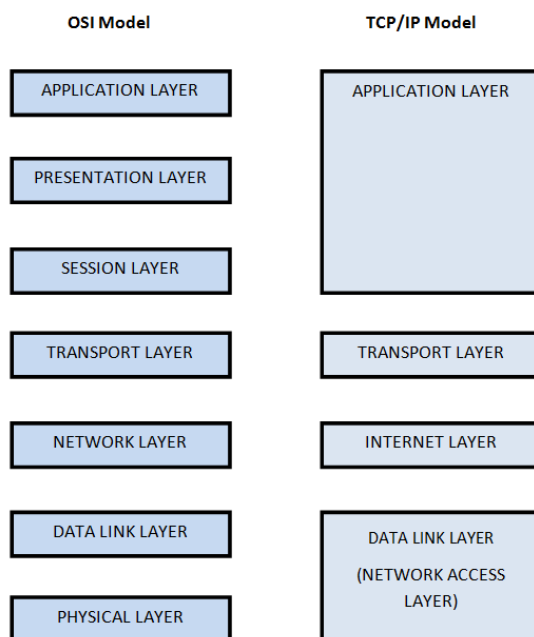 OSI Model
TCP/IP Model
APPLICATION LAYER
APPLICATION LAYER
PRESENTATION LAYER
SESSION LAYER
TRANSPORT LAYER
TRANSPORT LAYER
NETWORK LAYER
INTERNET LAYER
DATA LINK LAYER
DATA LINK LAYER
(NETWORK ACCESS
LAYER)
PHYSICAL LAYER